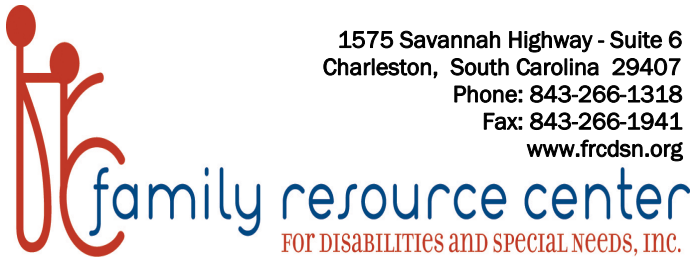 1575 Savannah Highway - Suite 6
Charleston, South Carolina 29407
Phone: 843-266-1318
Fax: 843-266-1941
www.frcdsn.org
frc
family resource center
FOR DISABILITIES and SPECIAL NEEDS, INC.